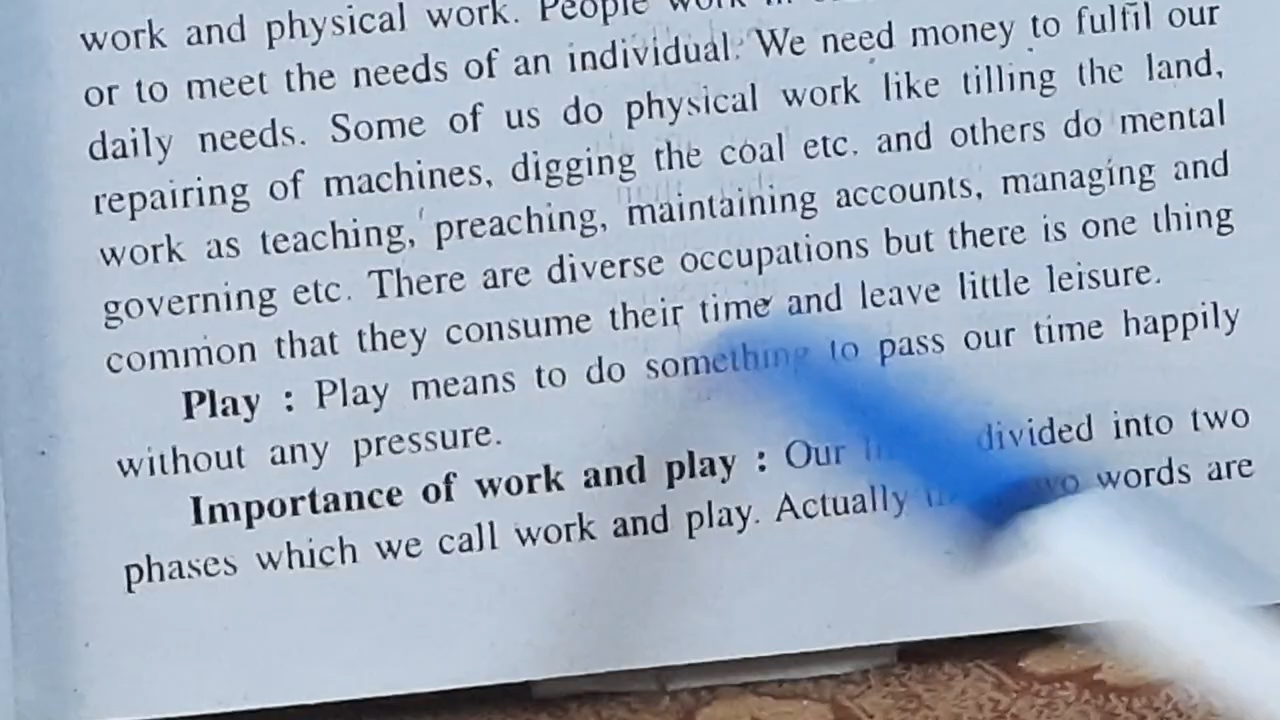 work and physical work. People work in
or to meet the needs of an individual. We need money to fulfil our
daily needs. Some of us do physical work like tilling the land,
repairing of machines, digging the coal etc. and others do mental
work as teaching, preaching, maintaining accounts, managing and
governing etc. There are diverse occupations but there is one thing
common that they consume their time and leave little leisure.
Play : Play means to do something to pass our time happily
without any pressure.
Importance of work and play : Our divided into two
phases which we call work and play. Actually two words are